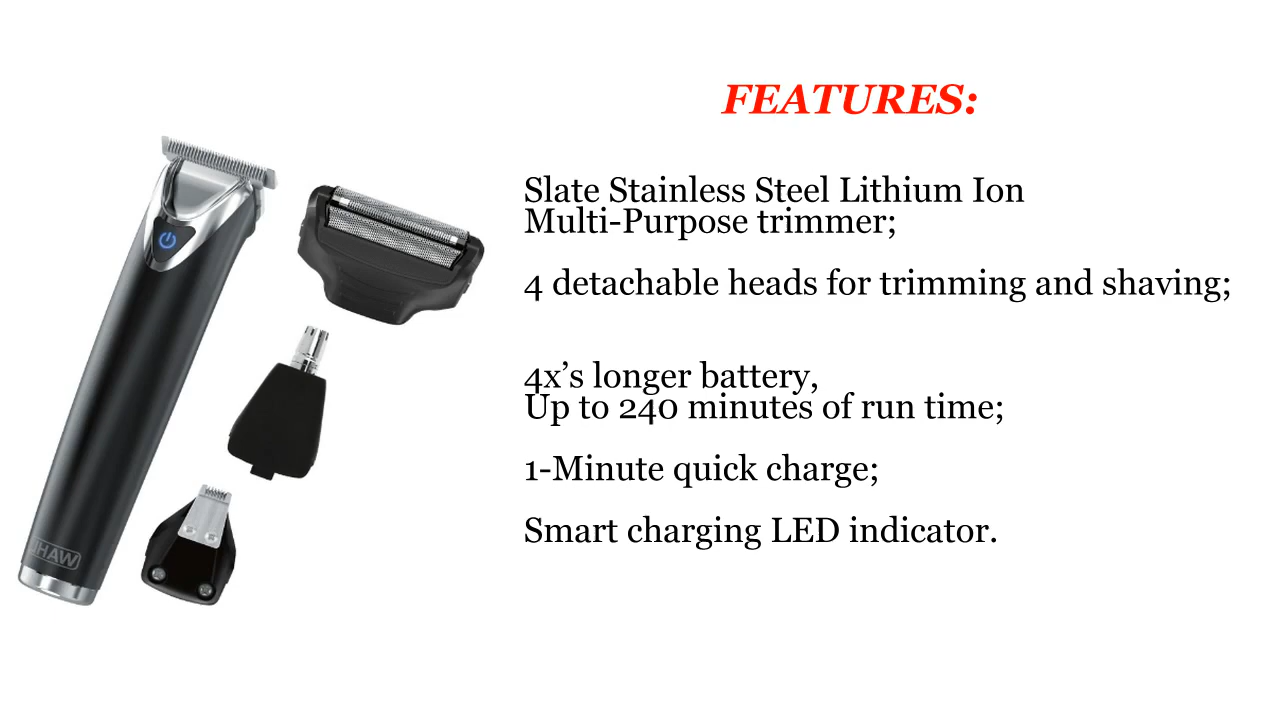 FEATURES:
Slate Stainless Steel Lithium Ion
Multi-Purpose trimmer;
4 detachable heads for trimming and shaving;
4x’s longer battery,
Up to 240 minutes of run time;
1-Minute quick charge;
Smart charging LED indicator.